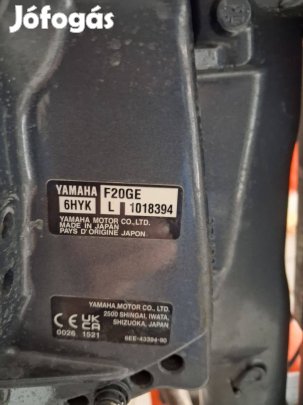 Jófogás
YAMAHA F20GE
6HYK L 1018394
YAMAHA MOTOR CO.,LTD.
MADE IN JAPAN
PAYS D'ORIGINE JAPON
YAMAHA MOTOR CO., LTD.
2500 SHINGAI, IWATA,
SHIZUOKA, JAPAN
CE UK CA
0026 1521
6EE-43394-90